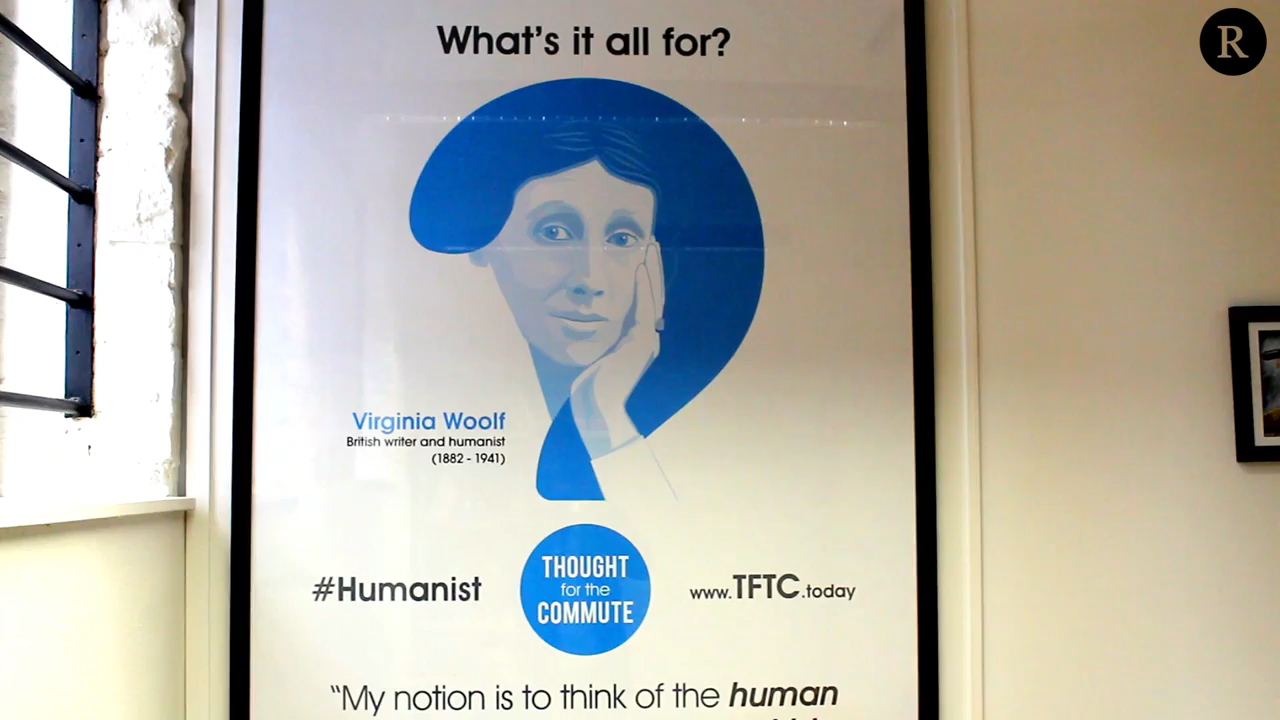 R
What's it all for?
Virginia Woolf
British writer and humanist
(1882 - 1941)
#Humanist
THOUGHT
for the
COMMUTE
www.TFTC.today
“My notion is to think of the human